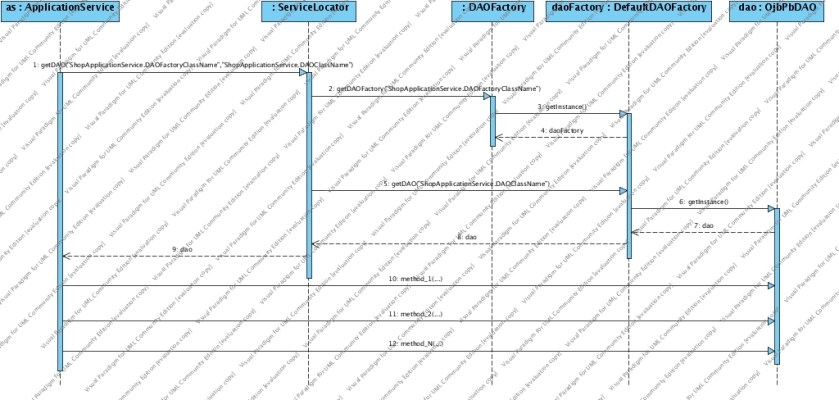 as : ApplicationService
: ServiceLocator
: DAOFactory
daoFactory : DefaultDAOFactory
dao : OjbPbDAO
1: getDAO("ShopApplicationService.DAOFactoryClassName","ShopApplicationService.DAOClassName")
2: getDAOFactory("ShopApplicationService.DAOFactoryClassName")
3: getInstance()
4: daoFactory
5: getDAO("ShopApplicationService.DAOClassName")
6: getInstance()
7: dao
8: dao
9: dao
10: method_1(,..)
11: method_2(,..)
12: method_N(,..)
Visual Paradigm for UML Community Edition [evaluation copy]